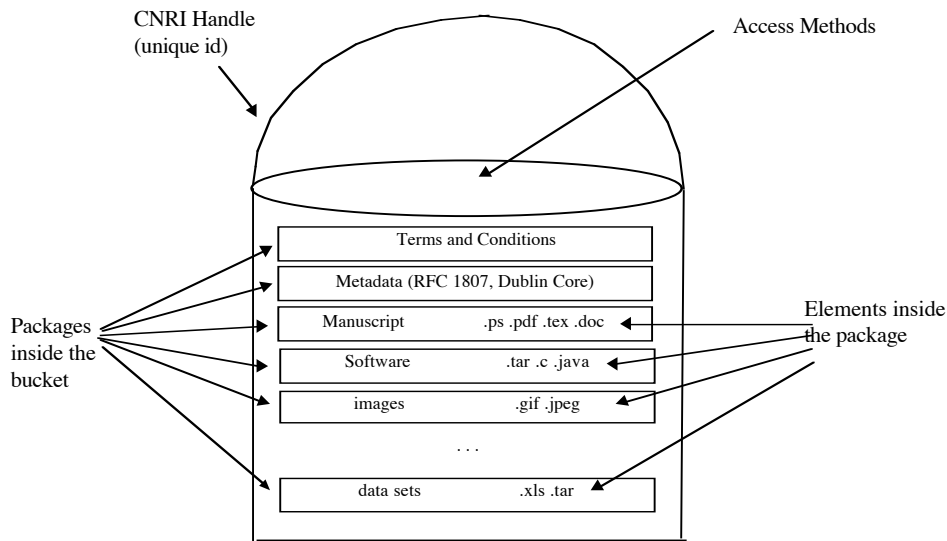 CNRI Handle
(unique id)
Access Methods
Terms and Conditions
Metadata (RFC 1807, Dublin Core)
Manuscript .ps .pdf .tex .doc
Software .tar .c .java
images .gif .jpeg
. . .
data sets .xls .tar
Packages
inside the
bucket
Elements inside
the package